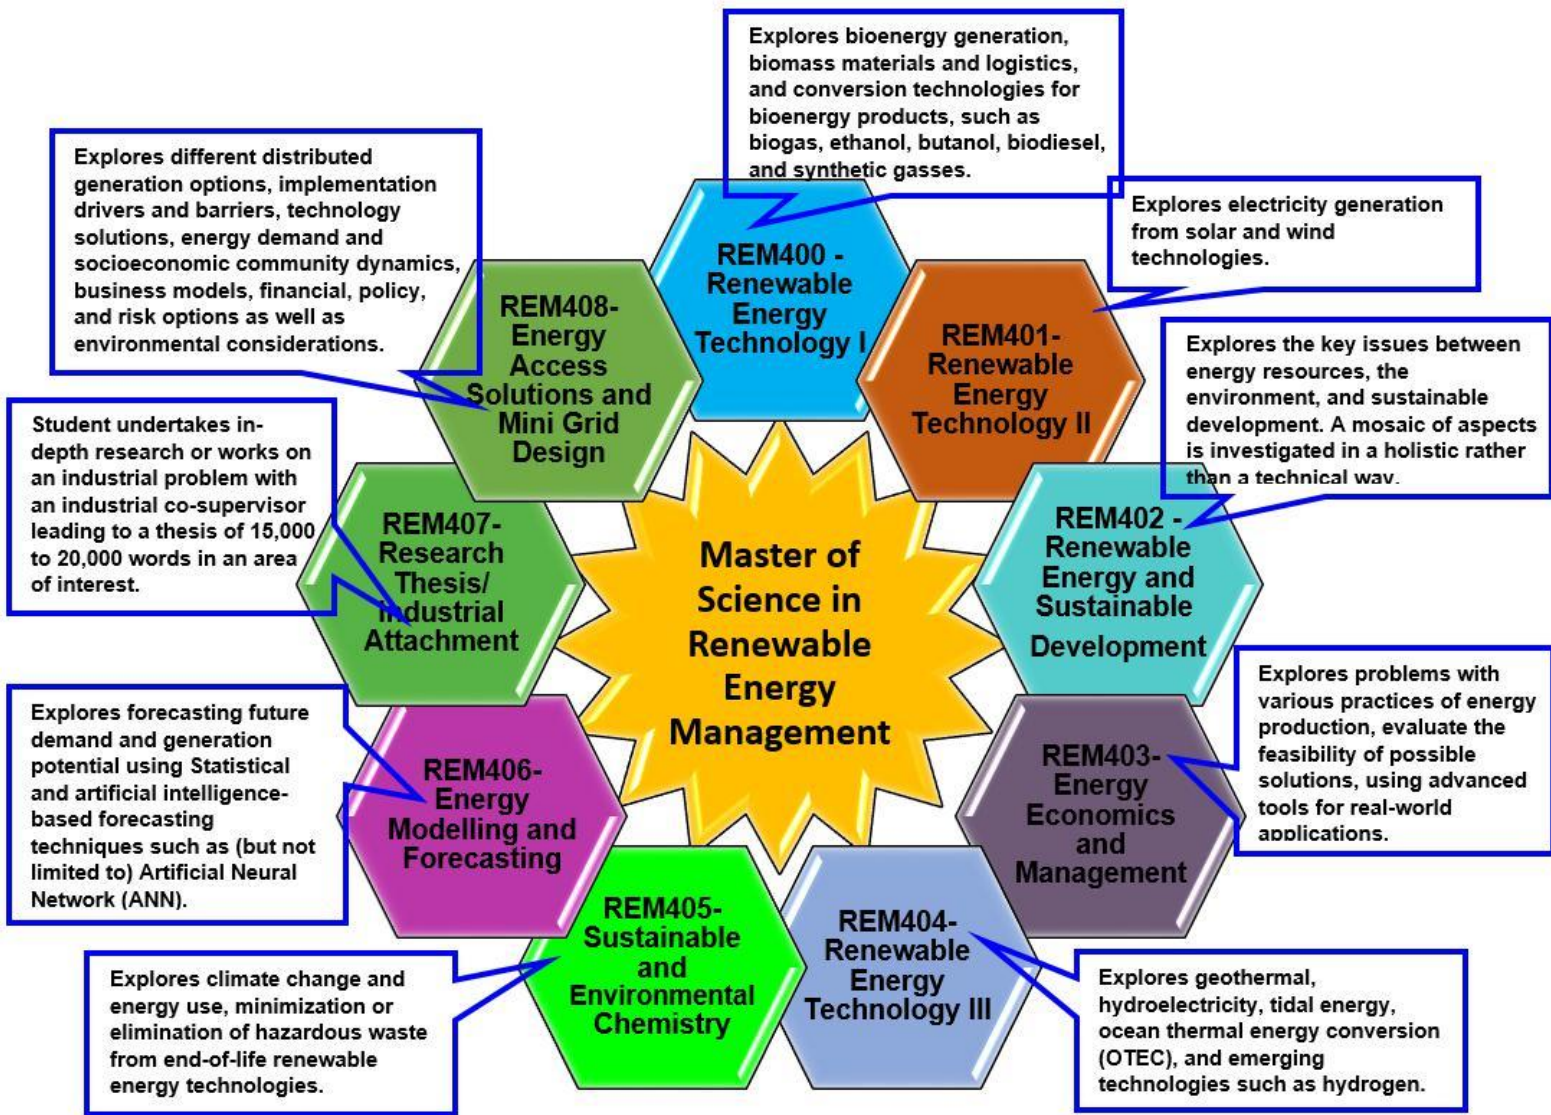 Explores bioenergy generation,
biomass materials and logistics,
and conversion technologies for
bioenergy products, such as
biogas, ethanol, butanol, biodiesel,
and synthetic gasses.
REM400 -
Renewable
Energy
Technology I
Explores electricity generation
from solar and wind
technologies.
REM401-
Renewable
Energy
Technology II
Explores the key issues between
energy resources, the
environment, and sustainable
development. A mosaic of aspects
is investigated in a holistic rather
than a technical way.
REM402 -
Renewable
Energy and
Sustainable
Development
Explores problems with
various practices of energy
production, evaluate the
feasibility of possible
solutions, using advanced
tools for real-world
applications.
REM403-
Energy
Economics
and
Management
Explores geothermal,
hydroelectricity, tidal energy,
ocean thermal energy conversion
(OTEC), and emerging
technologies such as hydrogen.
REM404-
Renewable
Energy
Technology III
Explores climate change and
energy use, minimization or
elimination of hazardous waste
from end-of-life renewable
energy technologies.
REM405-
Sustainable
and
Environmental
Chemistry
Explores forecasting future
demand and generation
potential using Statistical
and artificial intelligence-
based forecasting
techniques such as (but not
limited to) Artificial Neural
Network (ANN).
REM406-
Energy
Modelling and
Forecasting
Student undertakes in-
depth research or works on
an industrial problem with
an industrial co-supervisor
leading to a thesis of 15,000
to 20,000 words in an area
of interest.
REM407-
Research
Thesis/
Industrial
Attachment
Explores different distributed
generation options, implementation
drivers and barriers, technology
solutions, energy demand and
socioeconomic community dynamics,
business models, financial, policy,
and risk options as well as
environmental considerations.
REM408-
Energy
Access
Solutions and
Mini Grid
Design
Master of
Science in
Renewable
Energy
Management